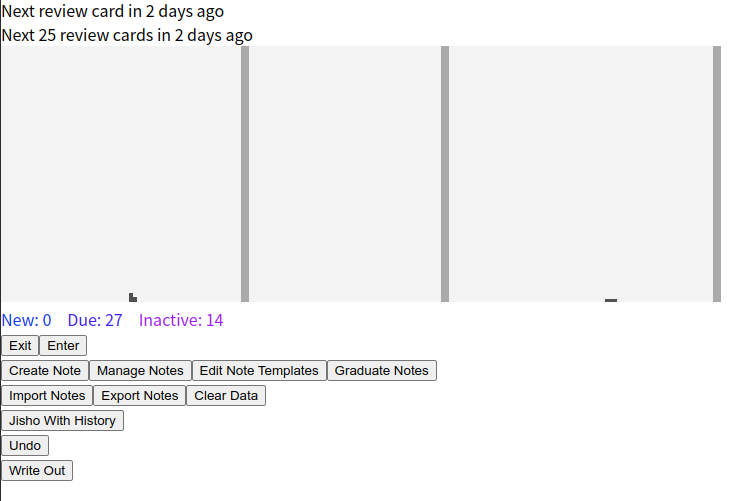 Next review card in 2 days ago
Next 25 review cards in 2 days ago
New: 0 Due: 27 Inactive: 14
Exit Enter
Create Note Manage Notes Edit Note Templates Graduate Notes
Import Notes Export Notes Clear Data
Jisho With History
Undo
Write Out